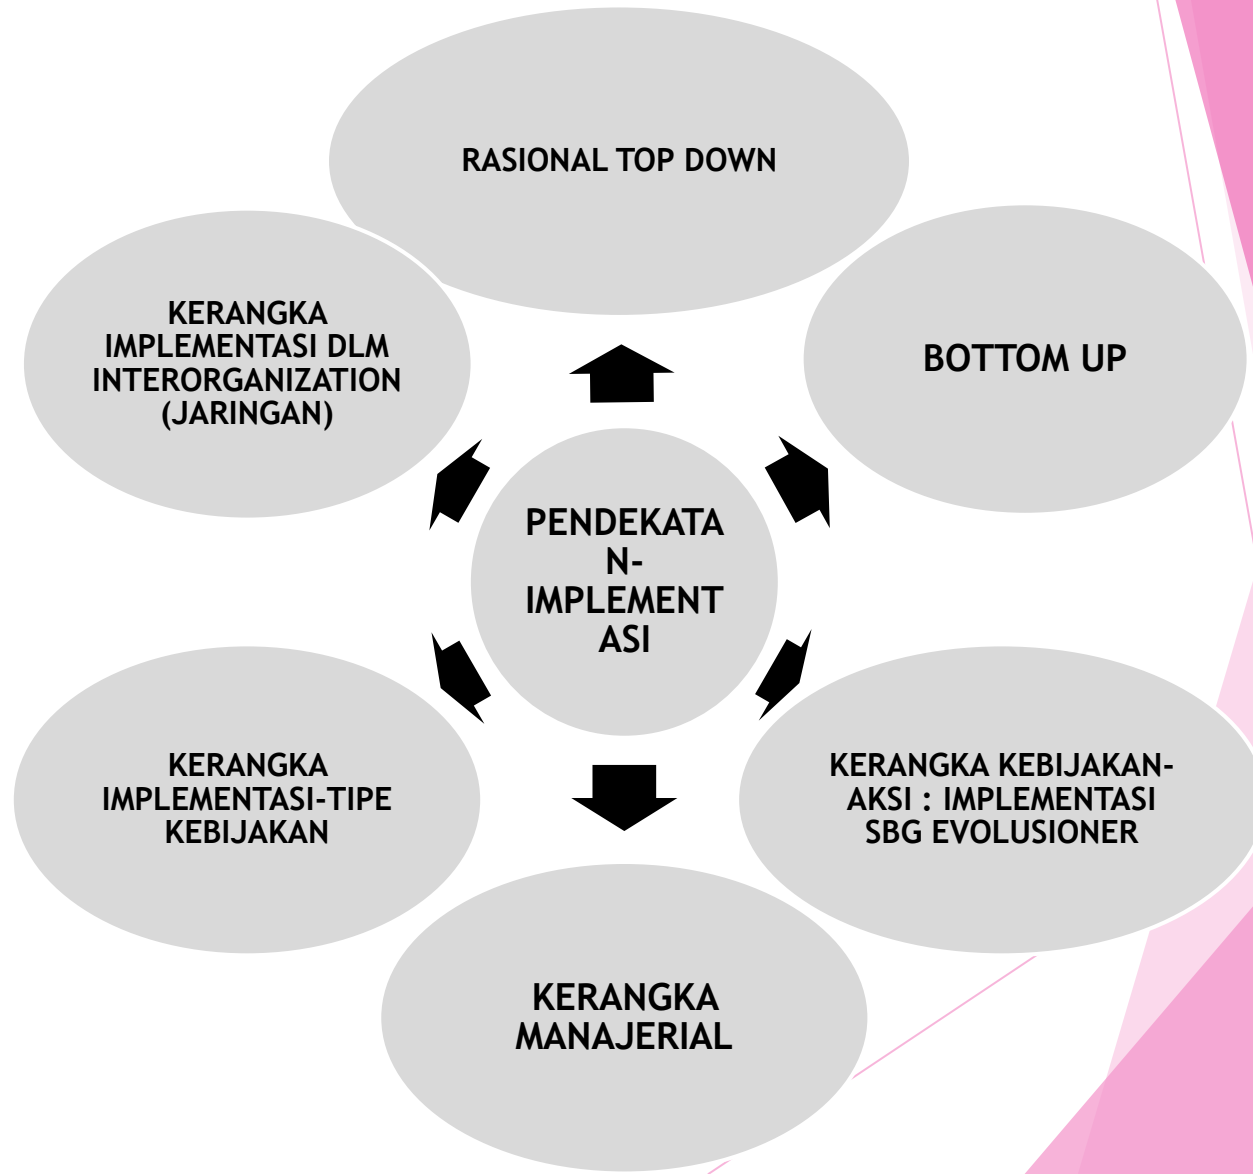 RASIONAL TOP DOWN
BOTTOM UP
KERANGKA KEBIJAKAN-
AKSI : IMPLEMENTASI
SBG EVOLUSIONER
KERANGKA
MANAJERIAL
KERANGKA
IMPLEMENTASI-TIPE
KEBIJAKAN
KERANGKA
IMPLEMENTASI DLM
INTERORGANIZATION
(JARINGAN)
PENDEKATA
N-
IMPLEMENT
ASI